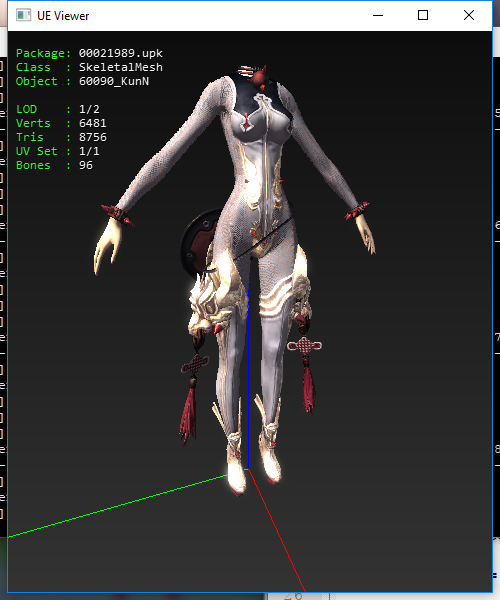 UE Viewer
Package: 00021989.upk
Class : SkeletalMesh
Object : 60090_KunN
LOD : 1/2
Verts : 6481
Tris : 8756
UV Set : 1/1
Bones : 96